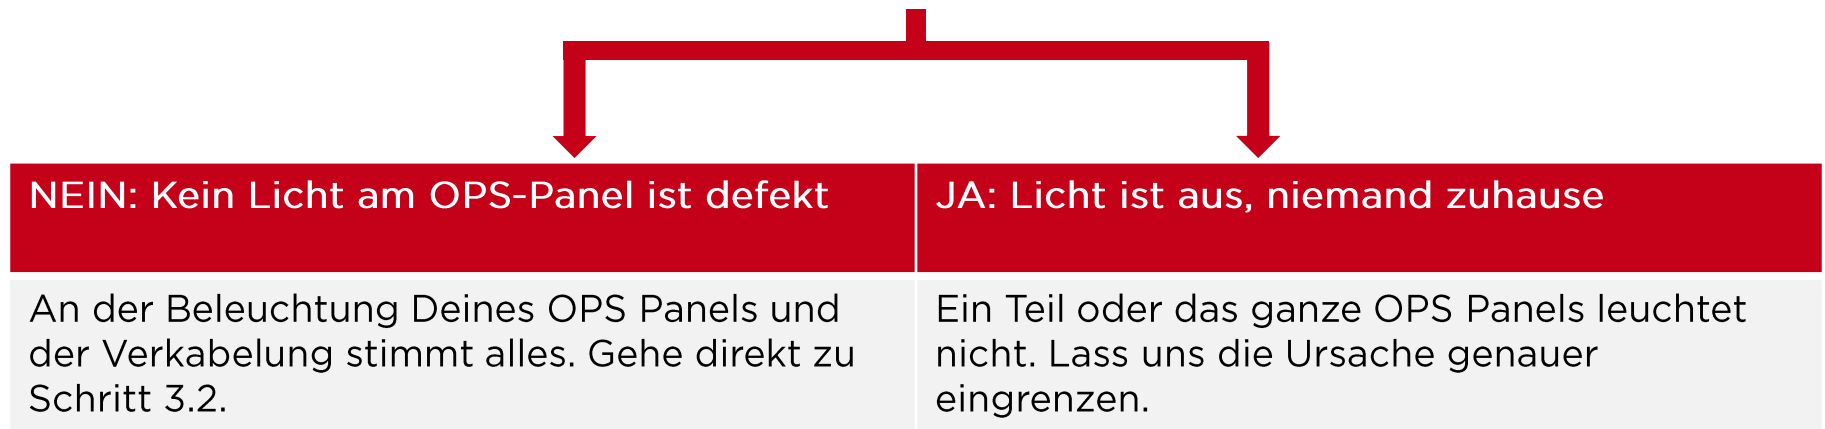 NEIN: Kein Licht am OPS-Panel ist defekt
JA: Licht ist aus, niemand zuhause
An der Beleuchtung Deines OPS Panels und
der Verkabelung stimmt alles. Gehe direkt zu
Schritt 3.2.
Ein Teil oder das ganze OPS Panels leuchtet
nicht. Lass uns die Ursache genauer
eingrenzen.